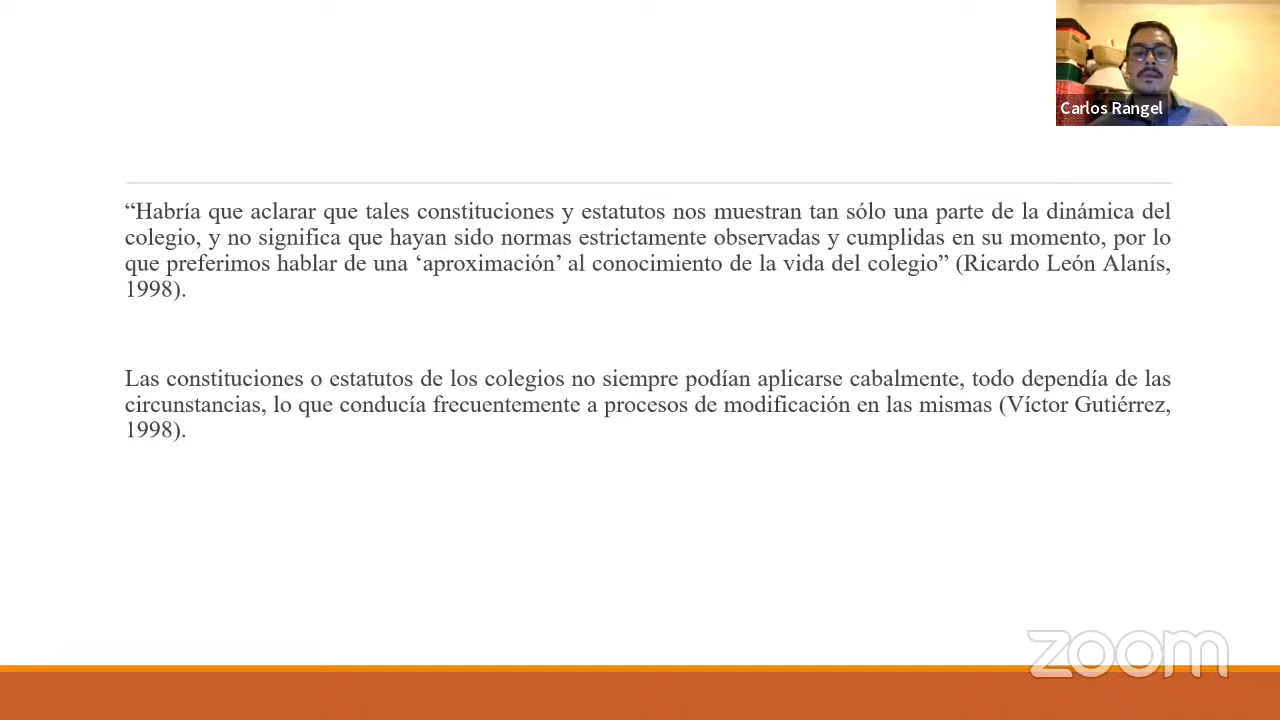 Carlos Rangel
“Habría que aclarar que tales constituciones y estatutos nos muestran tan sólo una parte de la dinámica del
colegio, y no significa que hayan sido normas estrictamente observadas y cumplidas en su momento, por lo
que preferimos hablar de una ‘aproximación’ al conocimiento de la vida del colegio” (Ricardo León Alanís,
1998).
Las constituciones o estatutos de los colegios no siempre podían aplicarse cabalmente, todo dependía de las
circunstancias, lo que conducía frecuentemente a procesos de modificación en las mismas (Víctor Gutiérrez,
1998).
zoom